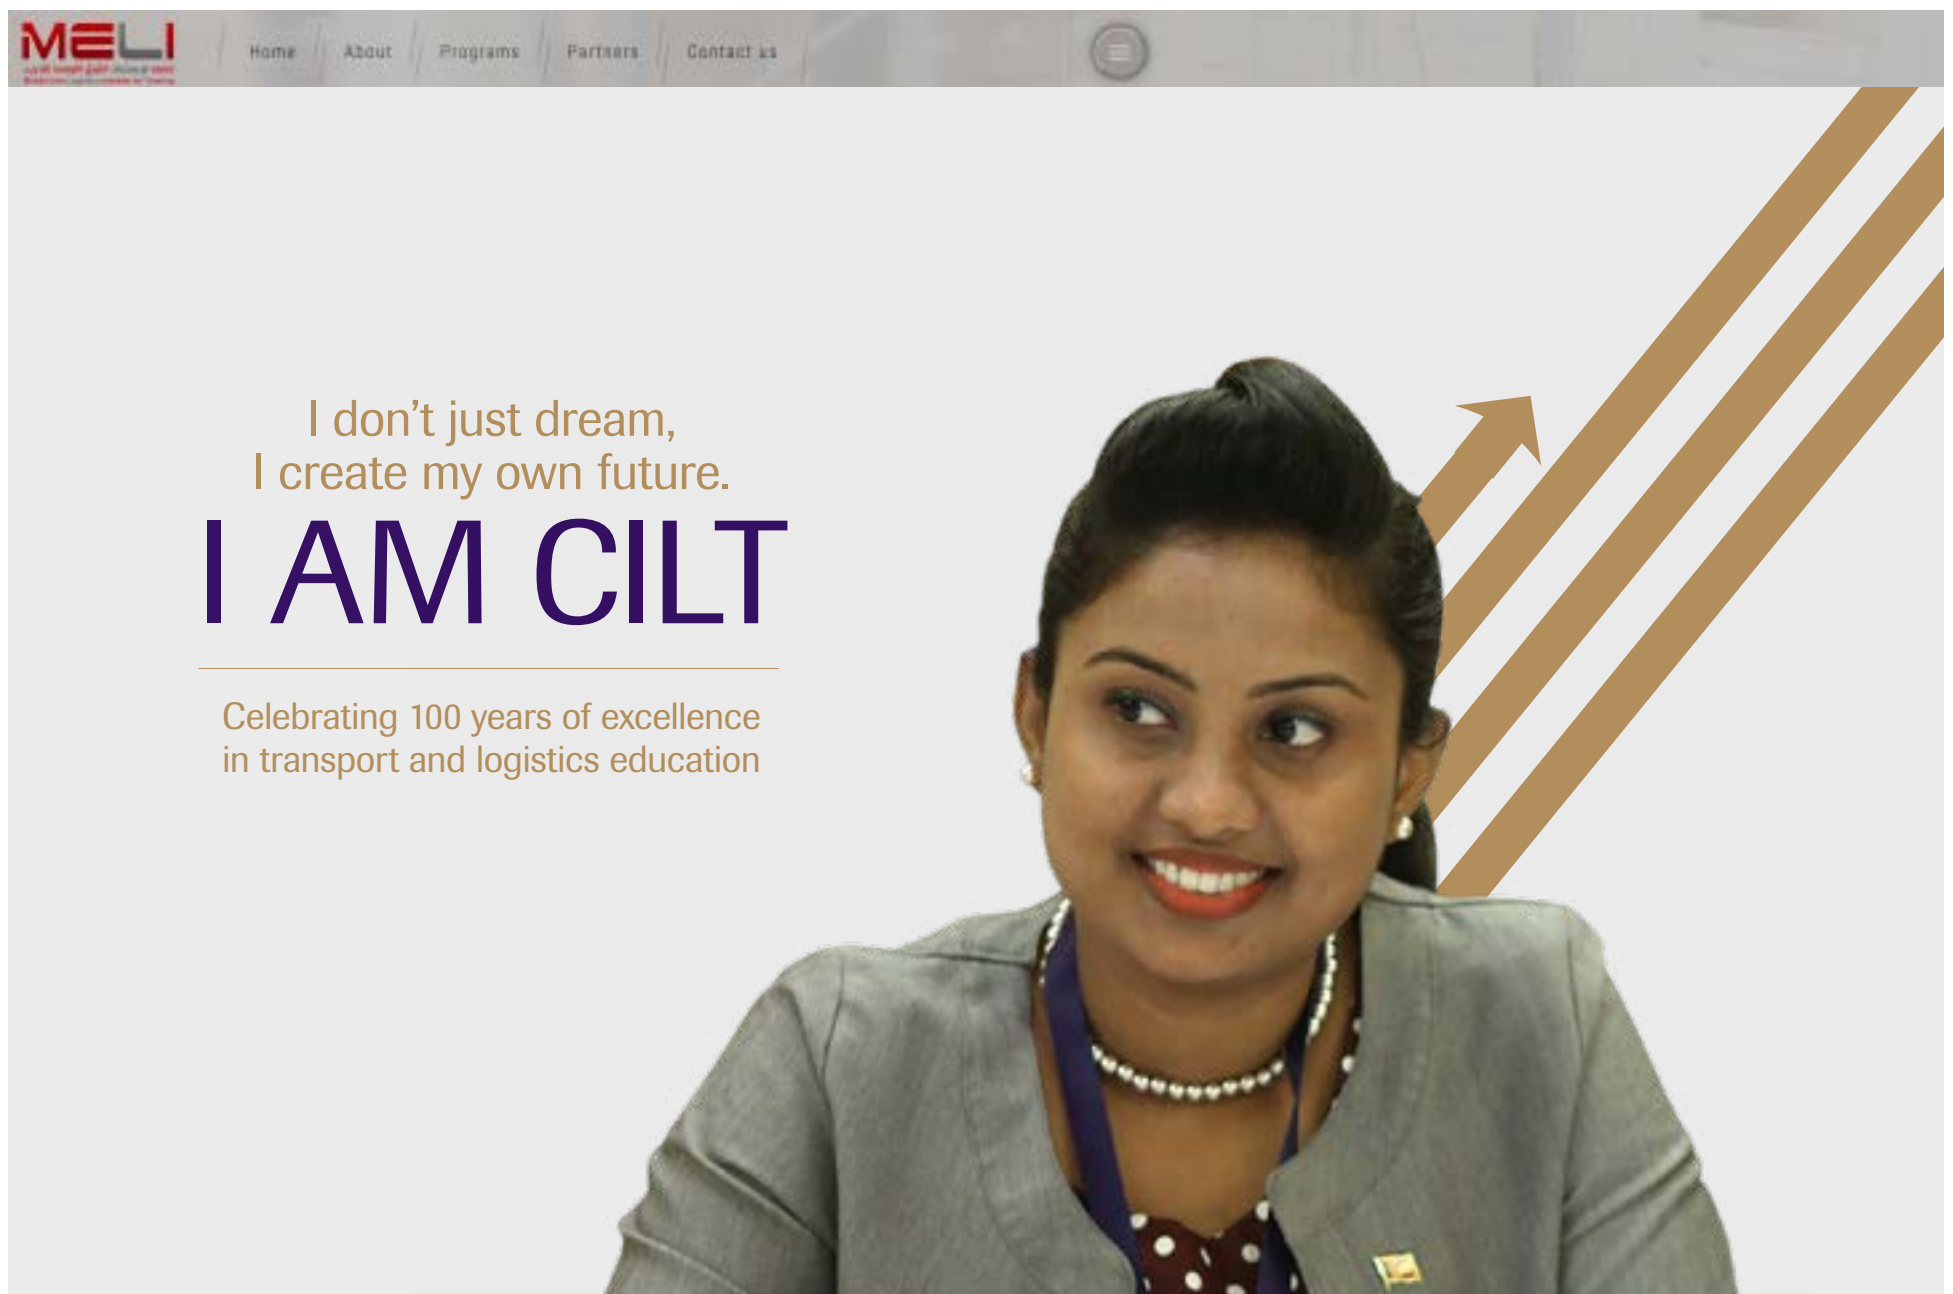 MELI
Home
About
Programs
Partners
Contact us
I don’t just dream,
I create my own future.
I AM CILT
Celebrating 100 years of excellence
in transport and logistics education